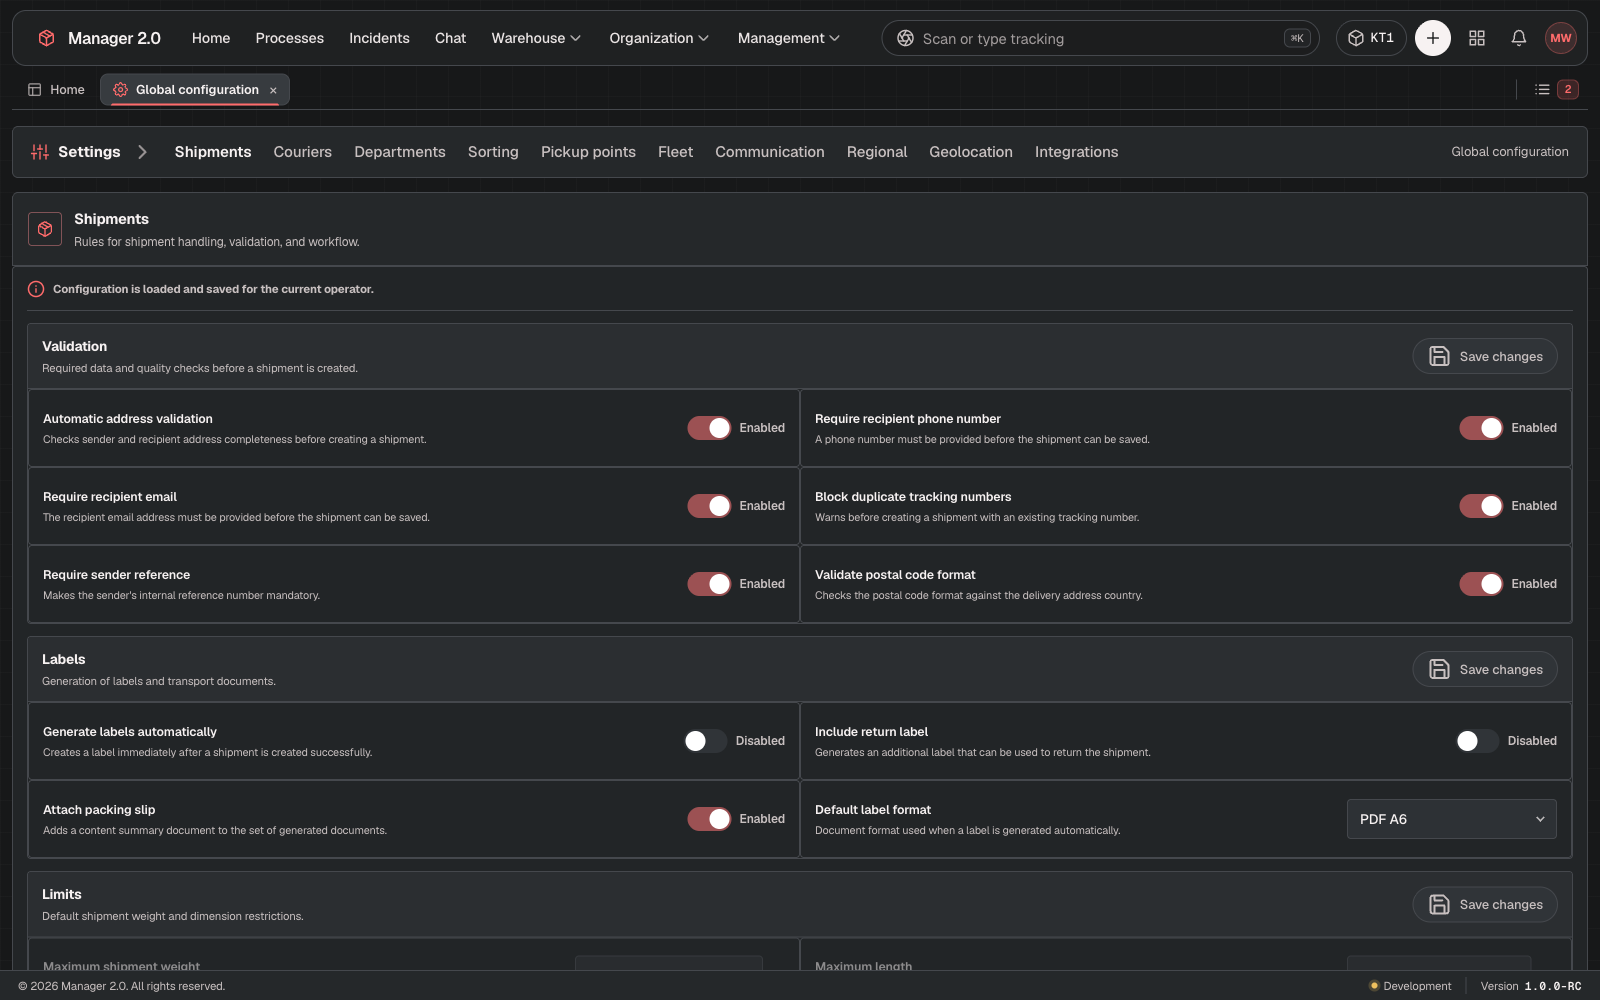 Manager 2.0
Home
Processes
Incidents
Chat
Warehouse
Organization
Management
Scan or type tracking
⌘K
KT1
MW
Home
Global configuration
2
Settings
Shipments
Couriers
Departments
Sorting
Pickup points
Fleet
Communication
Regional
Geolocation
Integrations
Global configuration
Shipments
Rules for shipment handling, validation, and workflow.
Configuration is loaded and saved for the current operator.
Validation
Required data and quality checks before a shipment is created.
Save changes
Automatic address validation
Checks sender and recipient address completeness before creating a shipment.
Enabled
Require recipient phone number
A phone number must be provided before the shipment can be saved.
Enabled
Require recipient email
The recipient email address must be provided before the shipment can be saved.
Enabled
Block duplicate tracking numbers
Warns before creating a shipment with an existing tracking number.
Enabled
Require sender reference
Makes the sender's internal reference number mandatory.
Enabled
Validate postal code format
Checks the postal code format against the delivery address country.
Enabled
Labels
Generation of labels and transport documents.
Save changes
Generate labels automatically
Creates a label immediately after a shipment is created successfully.
Disabled
Include return label
Generates an additional label that can be used to return the shipment.
Disabled
Attach packing slip
Adds a content summary document to the set of generated documents.
Enabled
Default label format
Document format used when a label is generated automatically.
PDF A6
Limits
Default shipment weight and dimension restrictions.
Save changes
Maximum shipment weight
Maximum length
© 2026 Manager 2.0. All rights reserved.
Development
Version 1.0.0-RC